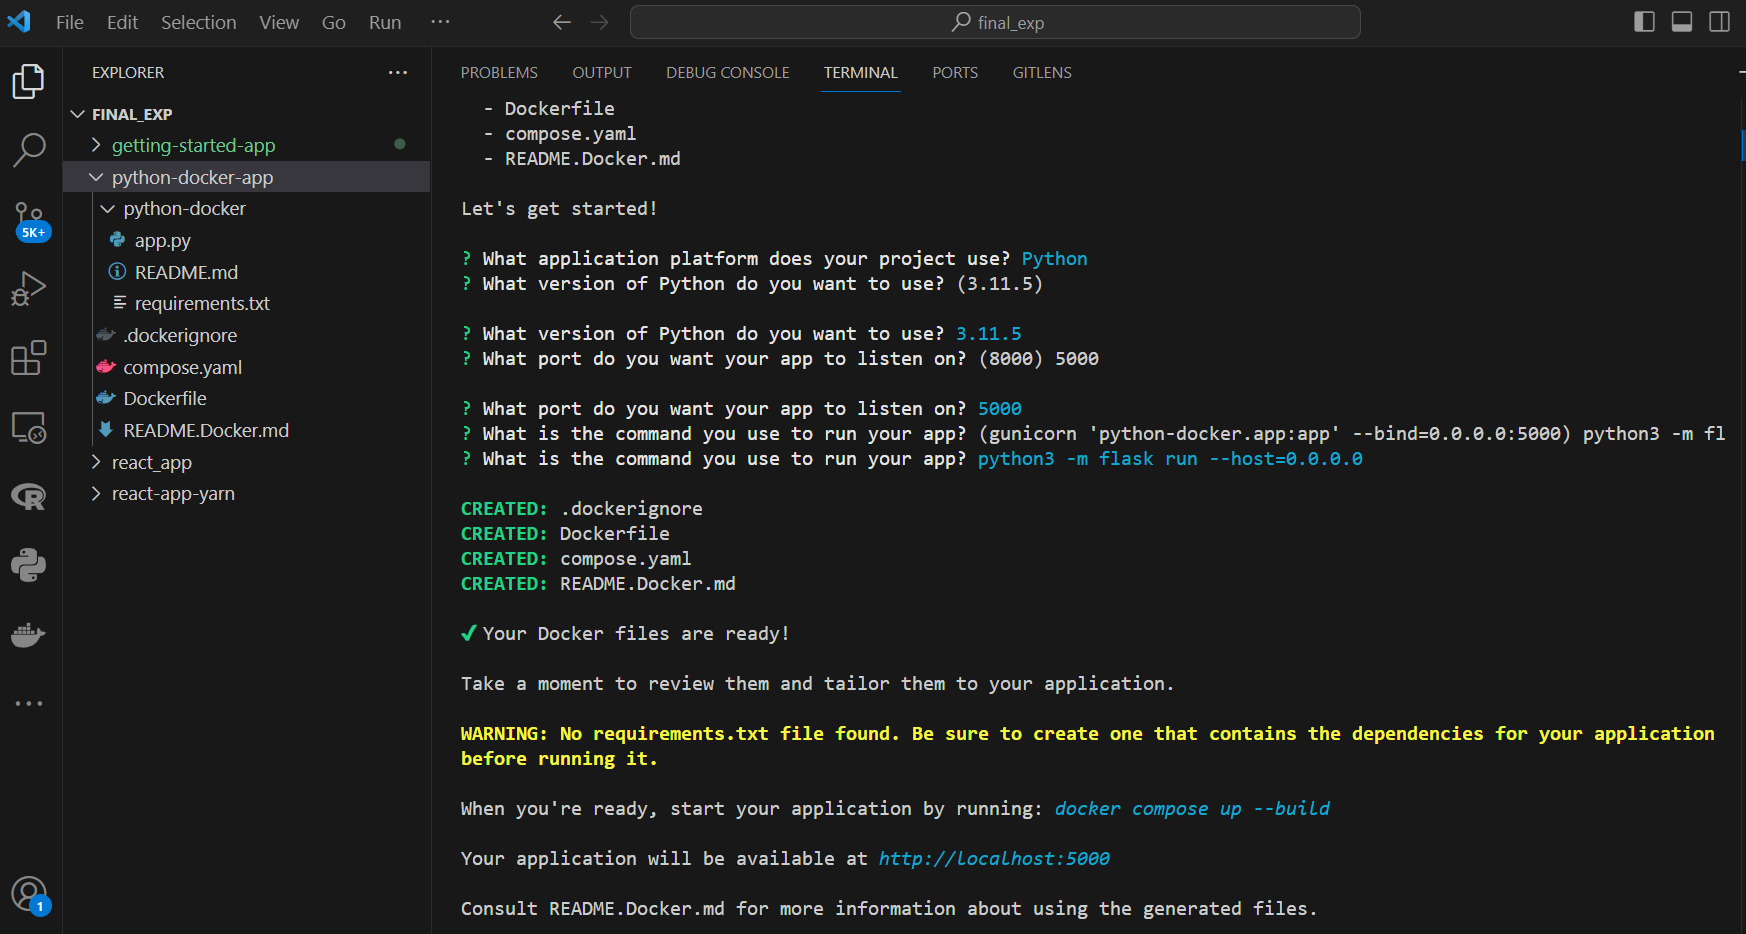 File Edit Selection View Go Run ··· final_exp
EXPLORER ···
FINAL_EXP
getting-started-app
python-docker-app
python-docker
app.py
README.md
requirements.txt
.dockerignore
compose.yaml
Dockerfile
README.Docker.md
react_app
react-app-yarn
5K+
1
PROBLEMS OUTPUT DEBUG CONSOLE TERMINAL PORTS GITLENS
- Dockerfile
- compose.yaml
- README.Docker.md
Let's get started!
? What application platform does your project use? Python
? What version of Python do you want to use? (3.11.5)
? What version of Python do you want to use? 3.11.5
? What port do you want your app to listen on? (8000) 5000
? What port do you want your app to listen on? 5000
? What is the command you use to run your app? (gunicorn 'python-docker.app:app' --bind=0.0.0.0:5000) python3 -m fl
? What is the command you use to run your app? python3 -m flask run --host=0.0.0.0
CREATED: .dockerignore
CREATED: Dockerfile
CREATED: compose.yaml
CREATED: README.Docker.md
✔ Your Docker files are ready!
Take a moment to review them and tailor them to your application.
WARNING: No requirements.txt file found. Be sure to create one that contains the dependencies for your application
before running it.
When you're ready, start your application by running: docker compose up --build
Your application will be available at http://localhost:5000
Consult README.Docker.md for more information about using the generated files.